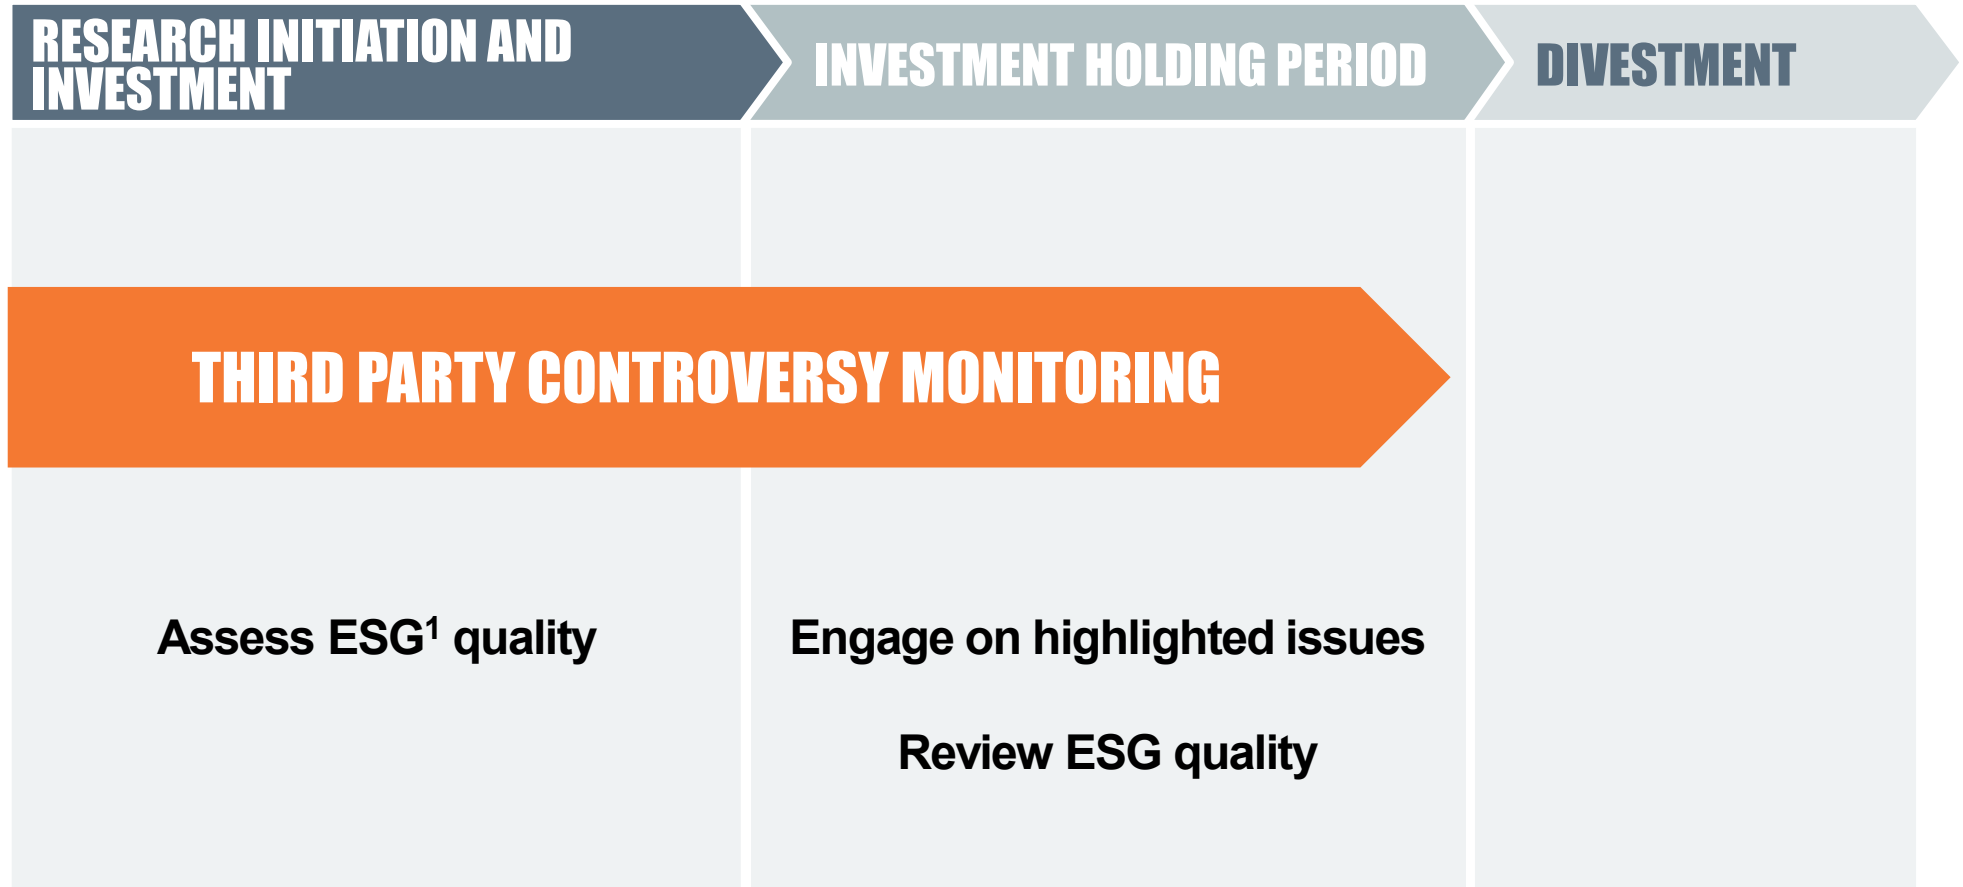 RESEARCH INITIATION AND
INVESTMENT
INVESTMENT HOLDING PERIOD
DIVESTMENT
THIRD PARTY CONTROVERSY MONITORING
Assess ESG¹ quality
Engage on highlighted issues
Review ESG quality